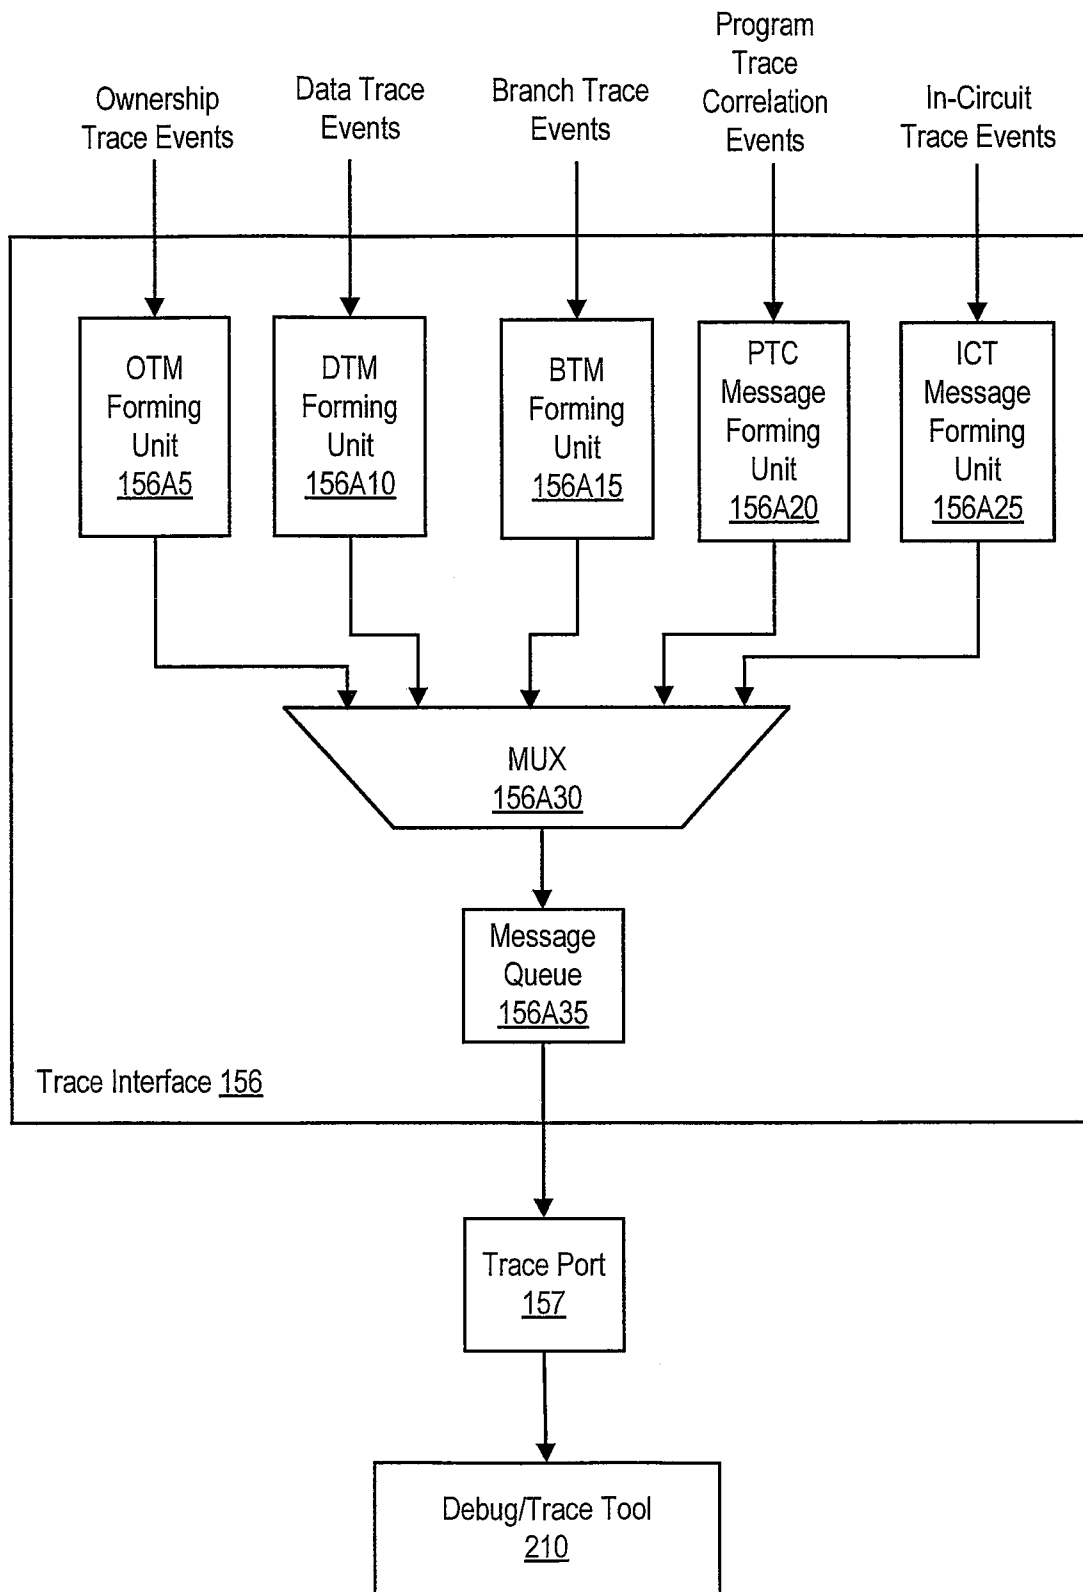 Ownership
Trace Events
Data Trace
Events
Branch Trace
Events
Program
Trace
Correlation
Events
In-Circuit
Trace Events
OTM
Forming
Unit
156A5
DTM
Forming
Unit
156A10
BTM
Forming
Unit
156A15
PTC
Message
Forming
Unit
156A20
ICT
Message
Forming
Unit
156A25
MUX
156A30
Message
Queue
156A35
Trace Interface 156
Trace Port
157
Debug/Trace Tool
210